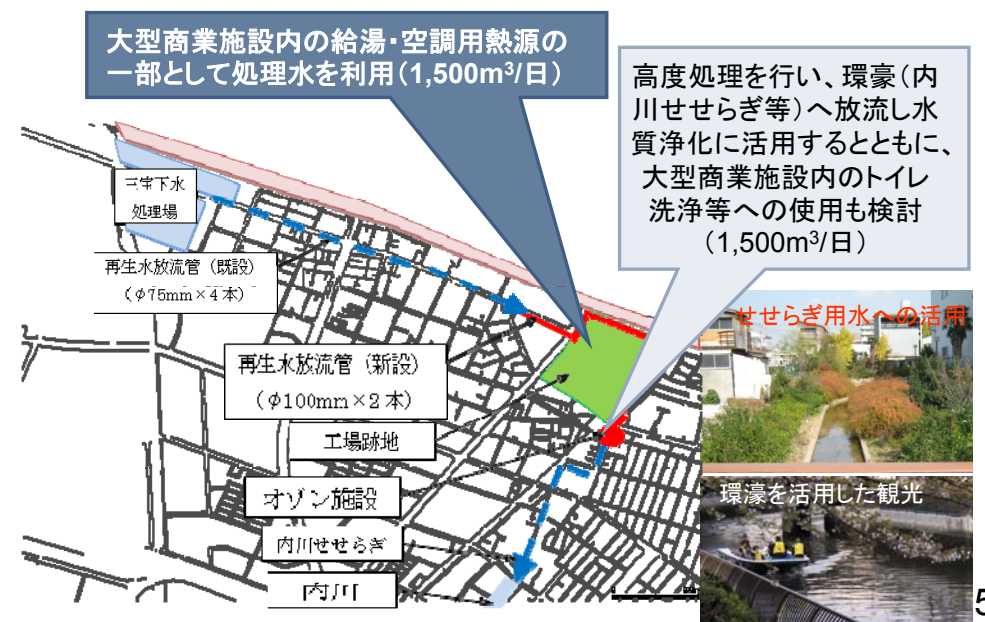 大型商業施設内の給湯・空調用熱源の
一部として処理水を利用（1,500m³/日）
高度処理を行い、環豪（内
川せせらぎ等）へ放流し水
質浄化に活用するとともに、
大型商業施設内のトイレ
洗浄等への使用も検討
（1,500m³/日）
三宝下水
処理場
再生水放流管（既設）
（φ75mm×4本）
再生水放流管（新設）
（φ100mm×2本）
工場跡地
オゾン施設
内川せせらぎ
内川
せせらぎ用水への活用
環濠を活用した観光
5